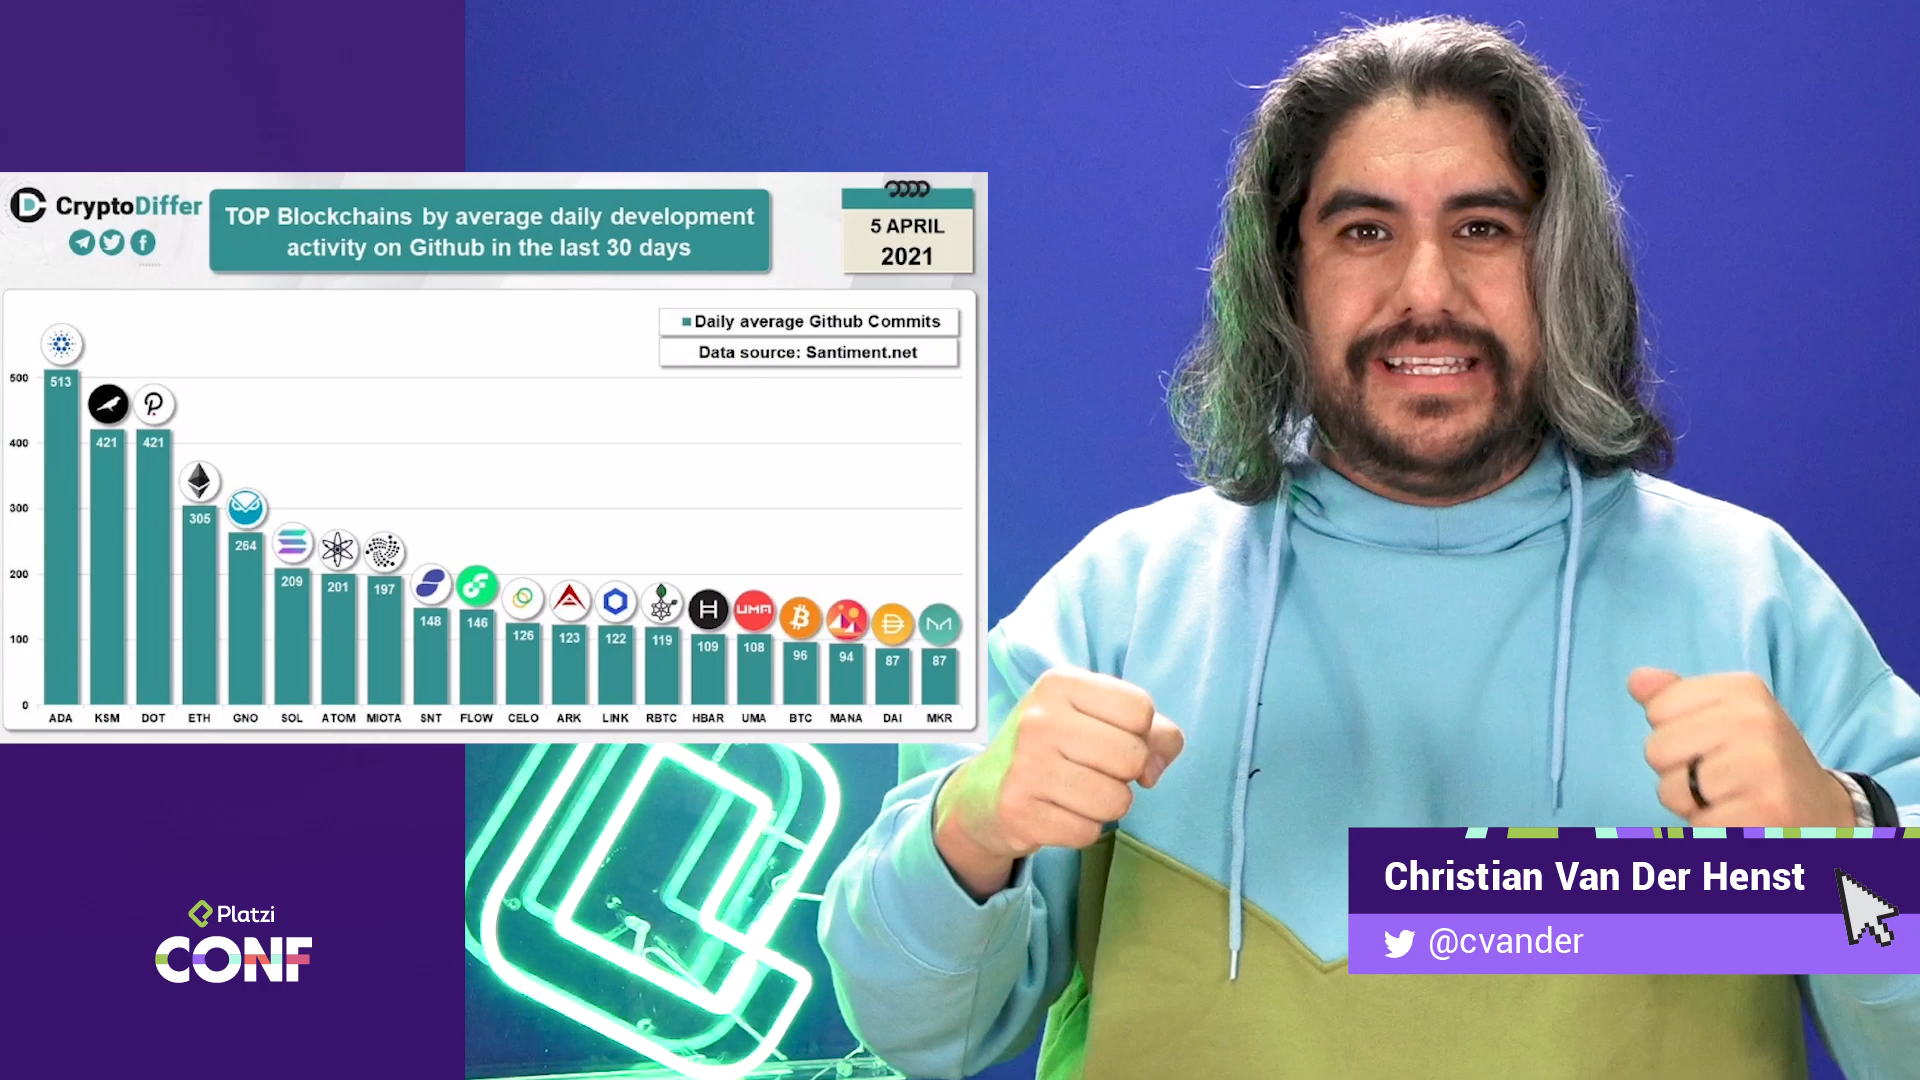 CryptoDiffer
TOP Blockchains by average daily development
activity on Github in the last 30 days
5 APRIL
2021
Daily average Github Commits
Data source: Santiment.net
500
400
300
200
100
0
513
421
421
305
264
209
201
197
148
146
126
123
122
119
109
108
96
94
87
87
UMA
ADA KSM DOT ETH GNO SOL ATOM MIOTA SNT FLOW CELO ARK LINK RBTC HBAR UMA BTC MANA DAI MKR
Platzi
CONF
Christian Van Der Henst
@cvander